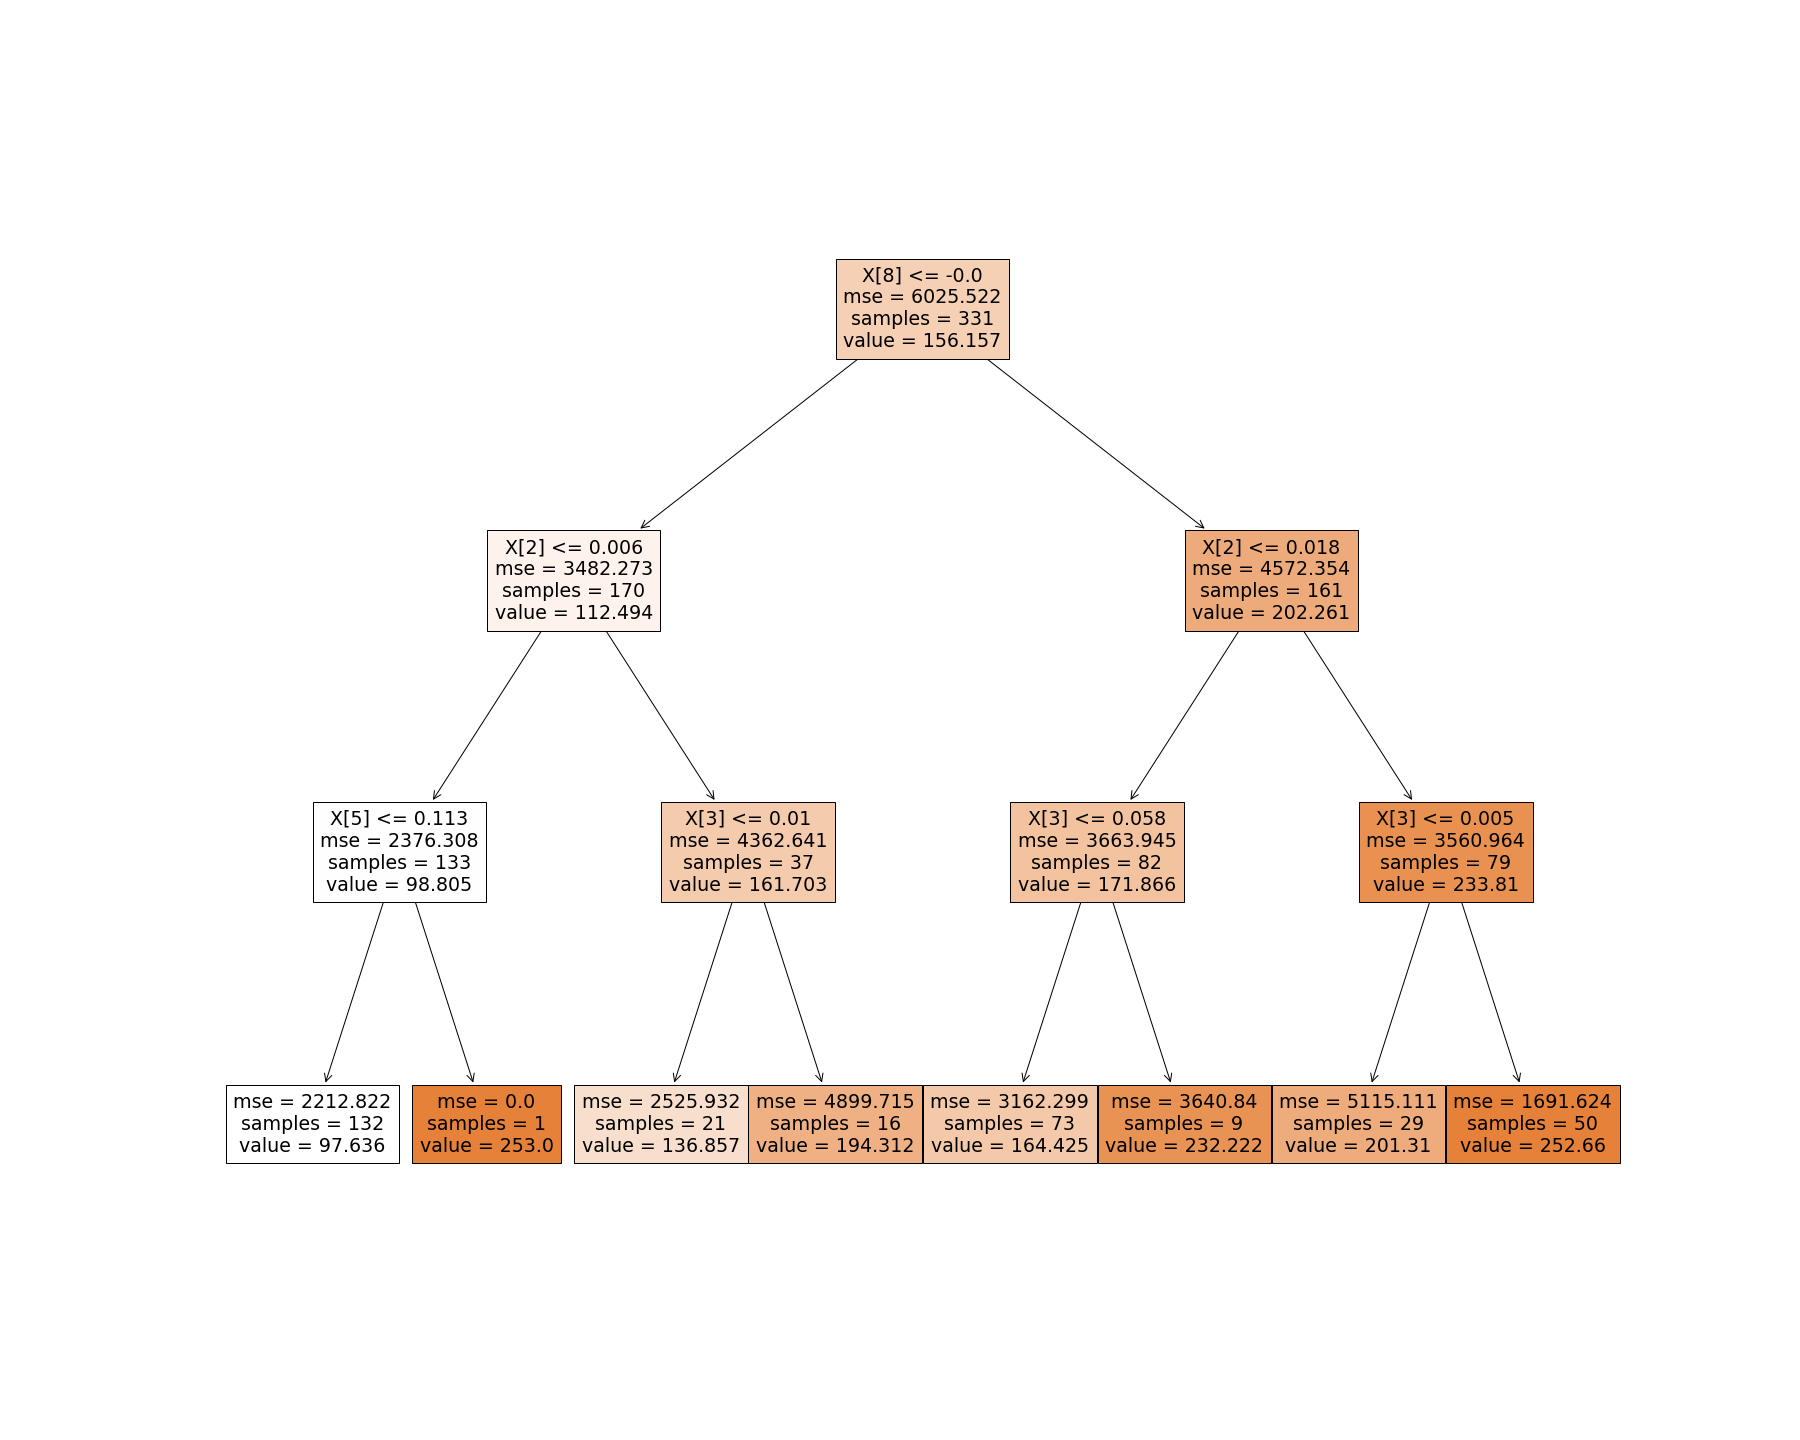 X[8] <= -0.0
mse = 6025.522
samples = 331
value = 156.157
X[2] <= 0.006
mse = 3482.273
samples = 170
value = 112.494
X[2] <= 0.018
mse = 4572.354
samples = 161
value = 202.261
X[5] <= 0.113
mse = 2376.308
samples = 133
value = 98.805
X[3] <= 0.01
mse = 4362.641
samples = 37
value = 161.703
X[3] <= 0.058
mse = 3663.945
samples = 82
value = 171.866
X[3] <= 0.005
mse = 3560.964
samples = 79
value = 233.81
mse = 2212.822
samples = 132
value = 97.636
mse = 0.0
samples = 1
value = 253.0
mse = 2525.932
samples = 21
value = 136.857
mse = 4899.715
samples = 16
value = 194.312
mse = 3162.299
samples = 73
value = 164.425
mse = 3640.84
samples = 9
value = 232.222
mse = 5115.111
samples = 29
value = 201.31
mse = 1691.624
samples = 50
value = 252.66